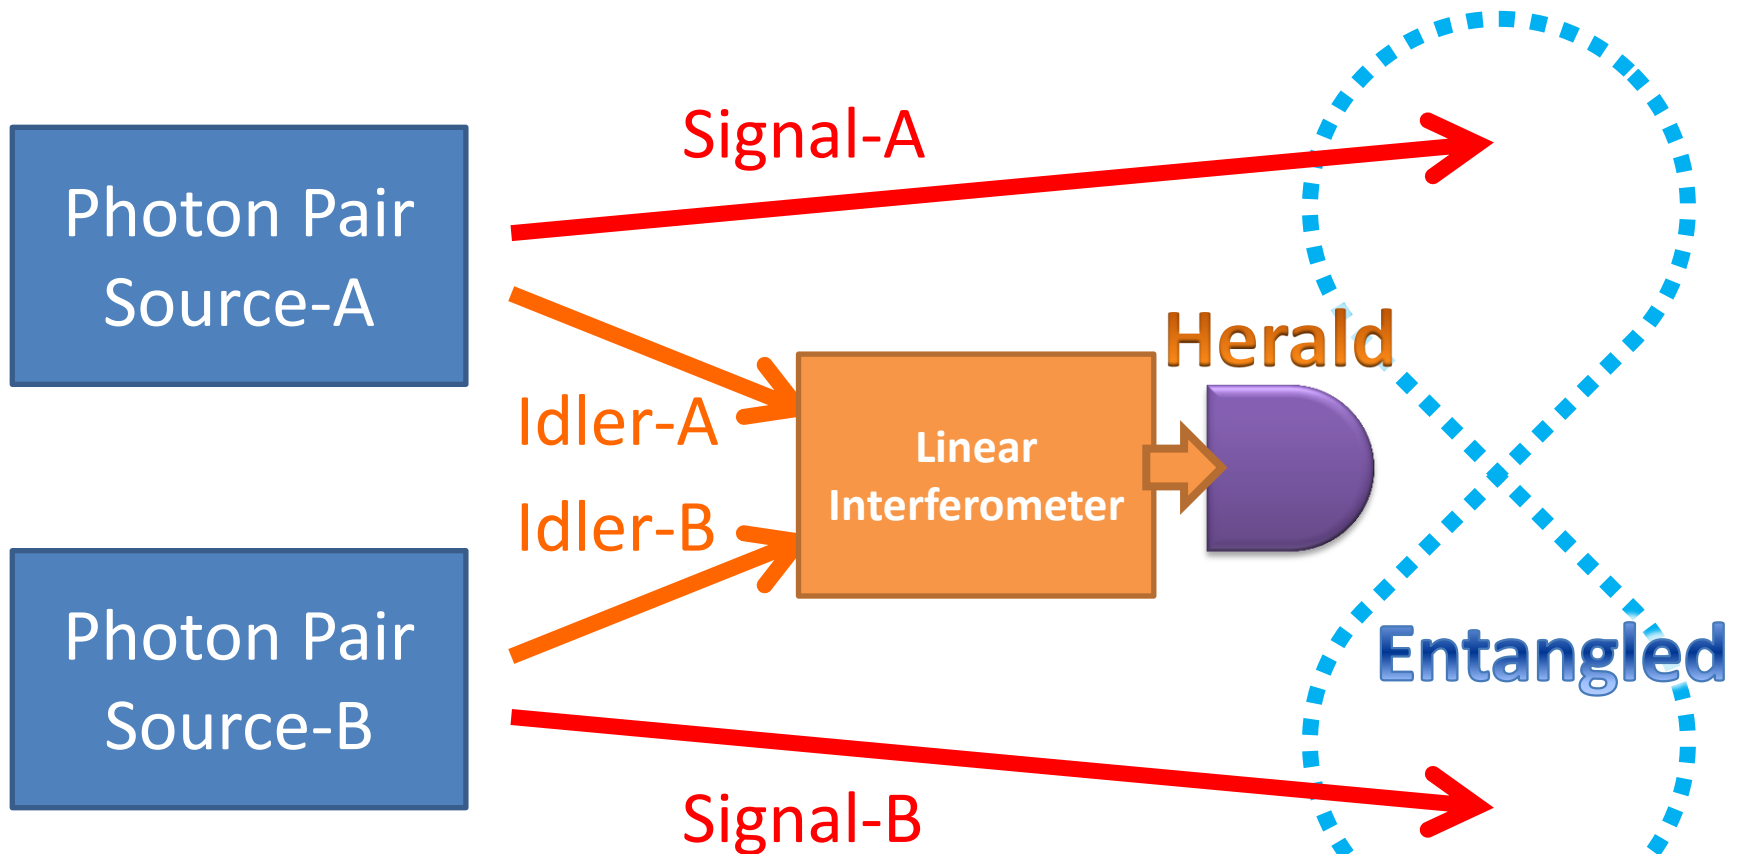 Signal-A
Photon Pair
Source-A
Herald
Idler-A
Linear
Interferometer
Idler-B
Photon Pair
Source-B
Entangled
Signal-B